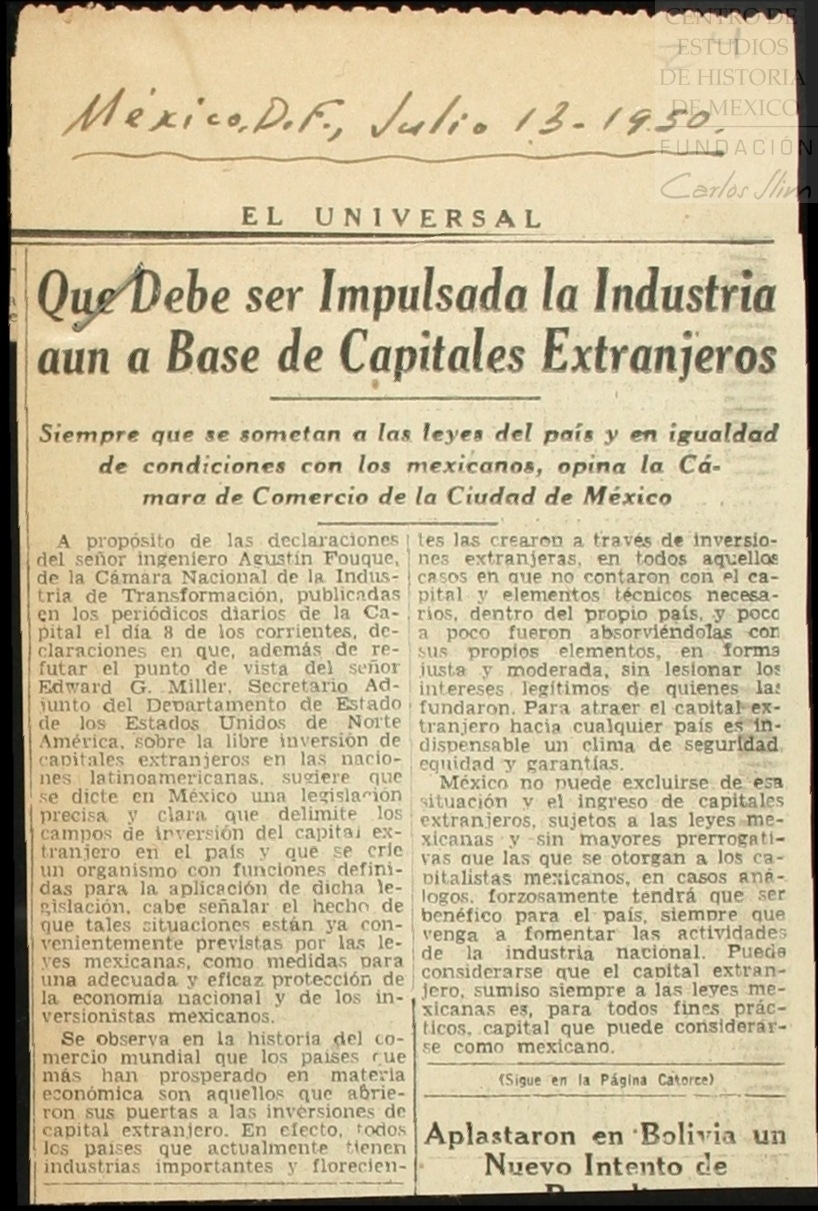 CENTRO DE
ESTUDIOS
DE HISTORIA
DE MEXICO
FUNDACIÓN
Carlos Slim
México, D.F., Julio 13-1950.
EL UNIVERSAL
Que Debe ser Impulsada la Industria
aun a Base de Capitales Extranjeros
Siempre que se sometan a las leyes del país y en igualdad
de condiciones con los mexicanos, opina la Cá-
mara de Comercio de la Ciudad de México
A propósito de las declaraciones
del señor ingeniero Agustín Fouque,
de la Cámara Nacional de la Indus-
tria de Transformación, publicadas
en los periódicos diarios de la Ca-
pital el día 8 de los corrientes, de-
claraciones en que, además de re-
futar el punto de vista del señor
Edward G. Miller, Secretario Ad-
junto del Departamento de Estado
de los Estados Unidos de Norte
América, sobre la libre inversión de
capitales extranjeros en las nacio-
nes latinoamericanas, sugiere que
se dicte en México una legislación
precisa y clara que delimite los
campos de inversión del capital ex-
tranjero en el país y que se crie
un organismo con funciones defini-
das para la aplicación de dicha le-
gislación, cabe señalar el hecho de
que tales situaciones están ya con-
venientemente previstas por las le-
yes mexicanas, como medidas para
una adecuada y eficaz protección de
la economía nacional y de los in-
versionistas mexicanos.
Se observa en la historia del co-
mercio mundial que los países que
más han prosperado en materia
económica son aquellos que abrie-
ron sus puertas a las inversiones de
capital extranjero. En efecto, todos
los países que actualmente tienen
industrias importantes y florecien-
tes las crearon a través de inversio-
nes extranjeras, en todos aquellos
casos en que no contaron con el ca-
pital y elementos técnicos necesa-
rios, dentro del propio país, y poco
a poco fueron absorviéndolas con
sus propios elementos, en forma
justa y moderada, sin lesionar los
intereses legítimos de quienes las
fundaron. Para atraer el capital ex-
tranjero hacia cualquier país es in-
dispensable un clima de seguridad,
equidad y garantías.
México no puede excluirse de esa
situación y el ingreso de capitales
extranjeros, sujetos a las leyes me-
xicanas y sin mayores prerrogati-
vas que las que se otorgan a los ca-
pitalistas mexicanos, en casos aná-
logos, forzosamente tendrá que ser
benéfico para el país, siempre que
venga a fomentar las actividades
de la industria nacional. Puede
considerarse que el capital extran-
jero, sumiso siempre a las leyes me-
xicanas es, para todos fines prác-
ticos, capital que puede considerar-
se como mexicano.
(Sigue en la Página Catorce)
Aplastaron en Bolivia un
Nuevo Intento de